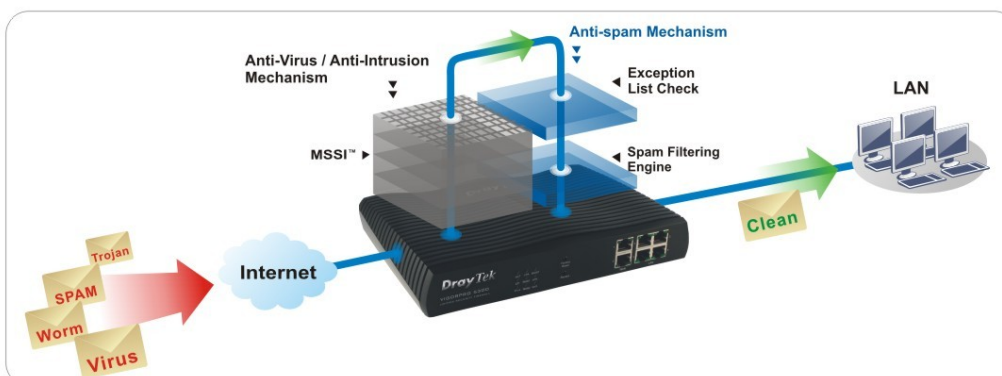 Anti-spam Mechanism
Anti-Virus / Anti-Intrusion
Mechanism
Exception
List Check
LAN
MSSI™
Spam Filtering
Engine
Clean
Trojan
SPAM
Worm
Virus
Internet
DrayTek